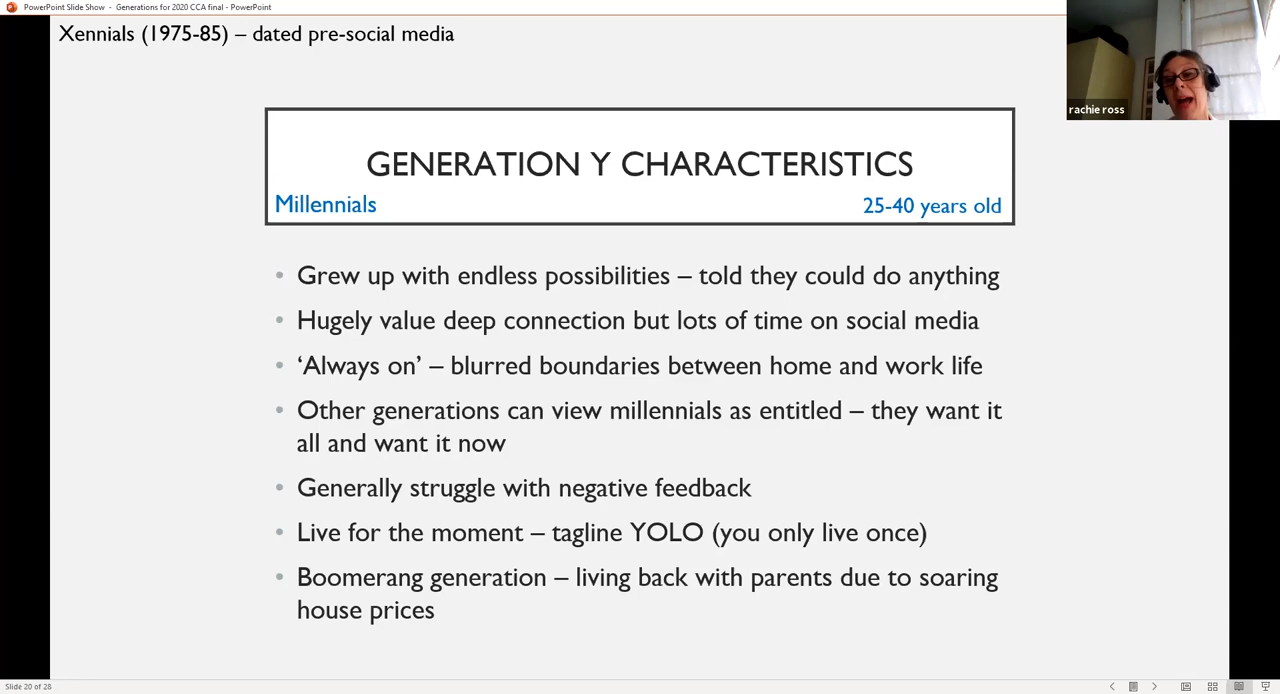 PowerPoint Slide Show - Generations for 2020 CCA final - PowerPoint
Xennials (1975-85) – dated pre-social media
rachie ross
GENERATION Y CHARACTERISTICS
Millennials 25-40 years old
• Grew up with endless possibilities – told they could do anything
• Hugely value deep connection but lots of time on social media
• ‘Always on’ – blurred boundaries between home and work life
• Other generations can view millennials as entitled – they want it
all and want it now
• Generally struggle with negative feedback
• Live for the moment – tagline YOLO (you only live once)
• Boomerang generation – living back with parents due to soaring
house prices
Slide 20 of 28